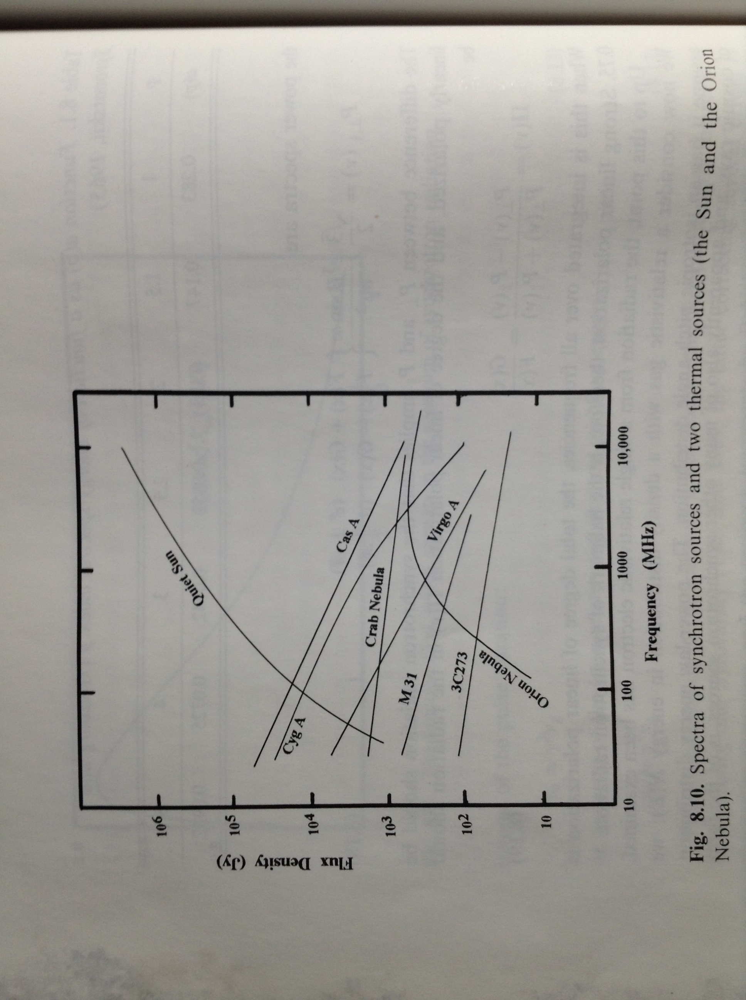 10⁶
10⁵
10⁴
10³
10²
10
Flux Density (Jy)
Quiet Sun
Cas A
Cyg A
Crab Nebula
Virgo A
M 31
3C273
Orion Nebula
10
100
1000
10,000
Frequency (MHz)
Fig. 8.10. Spectra of synchrotron sources and two thermal sources (the Sun and the Orion
Nebula).